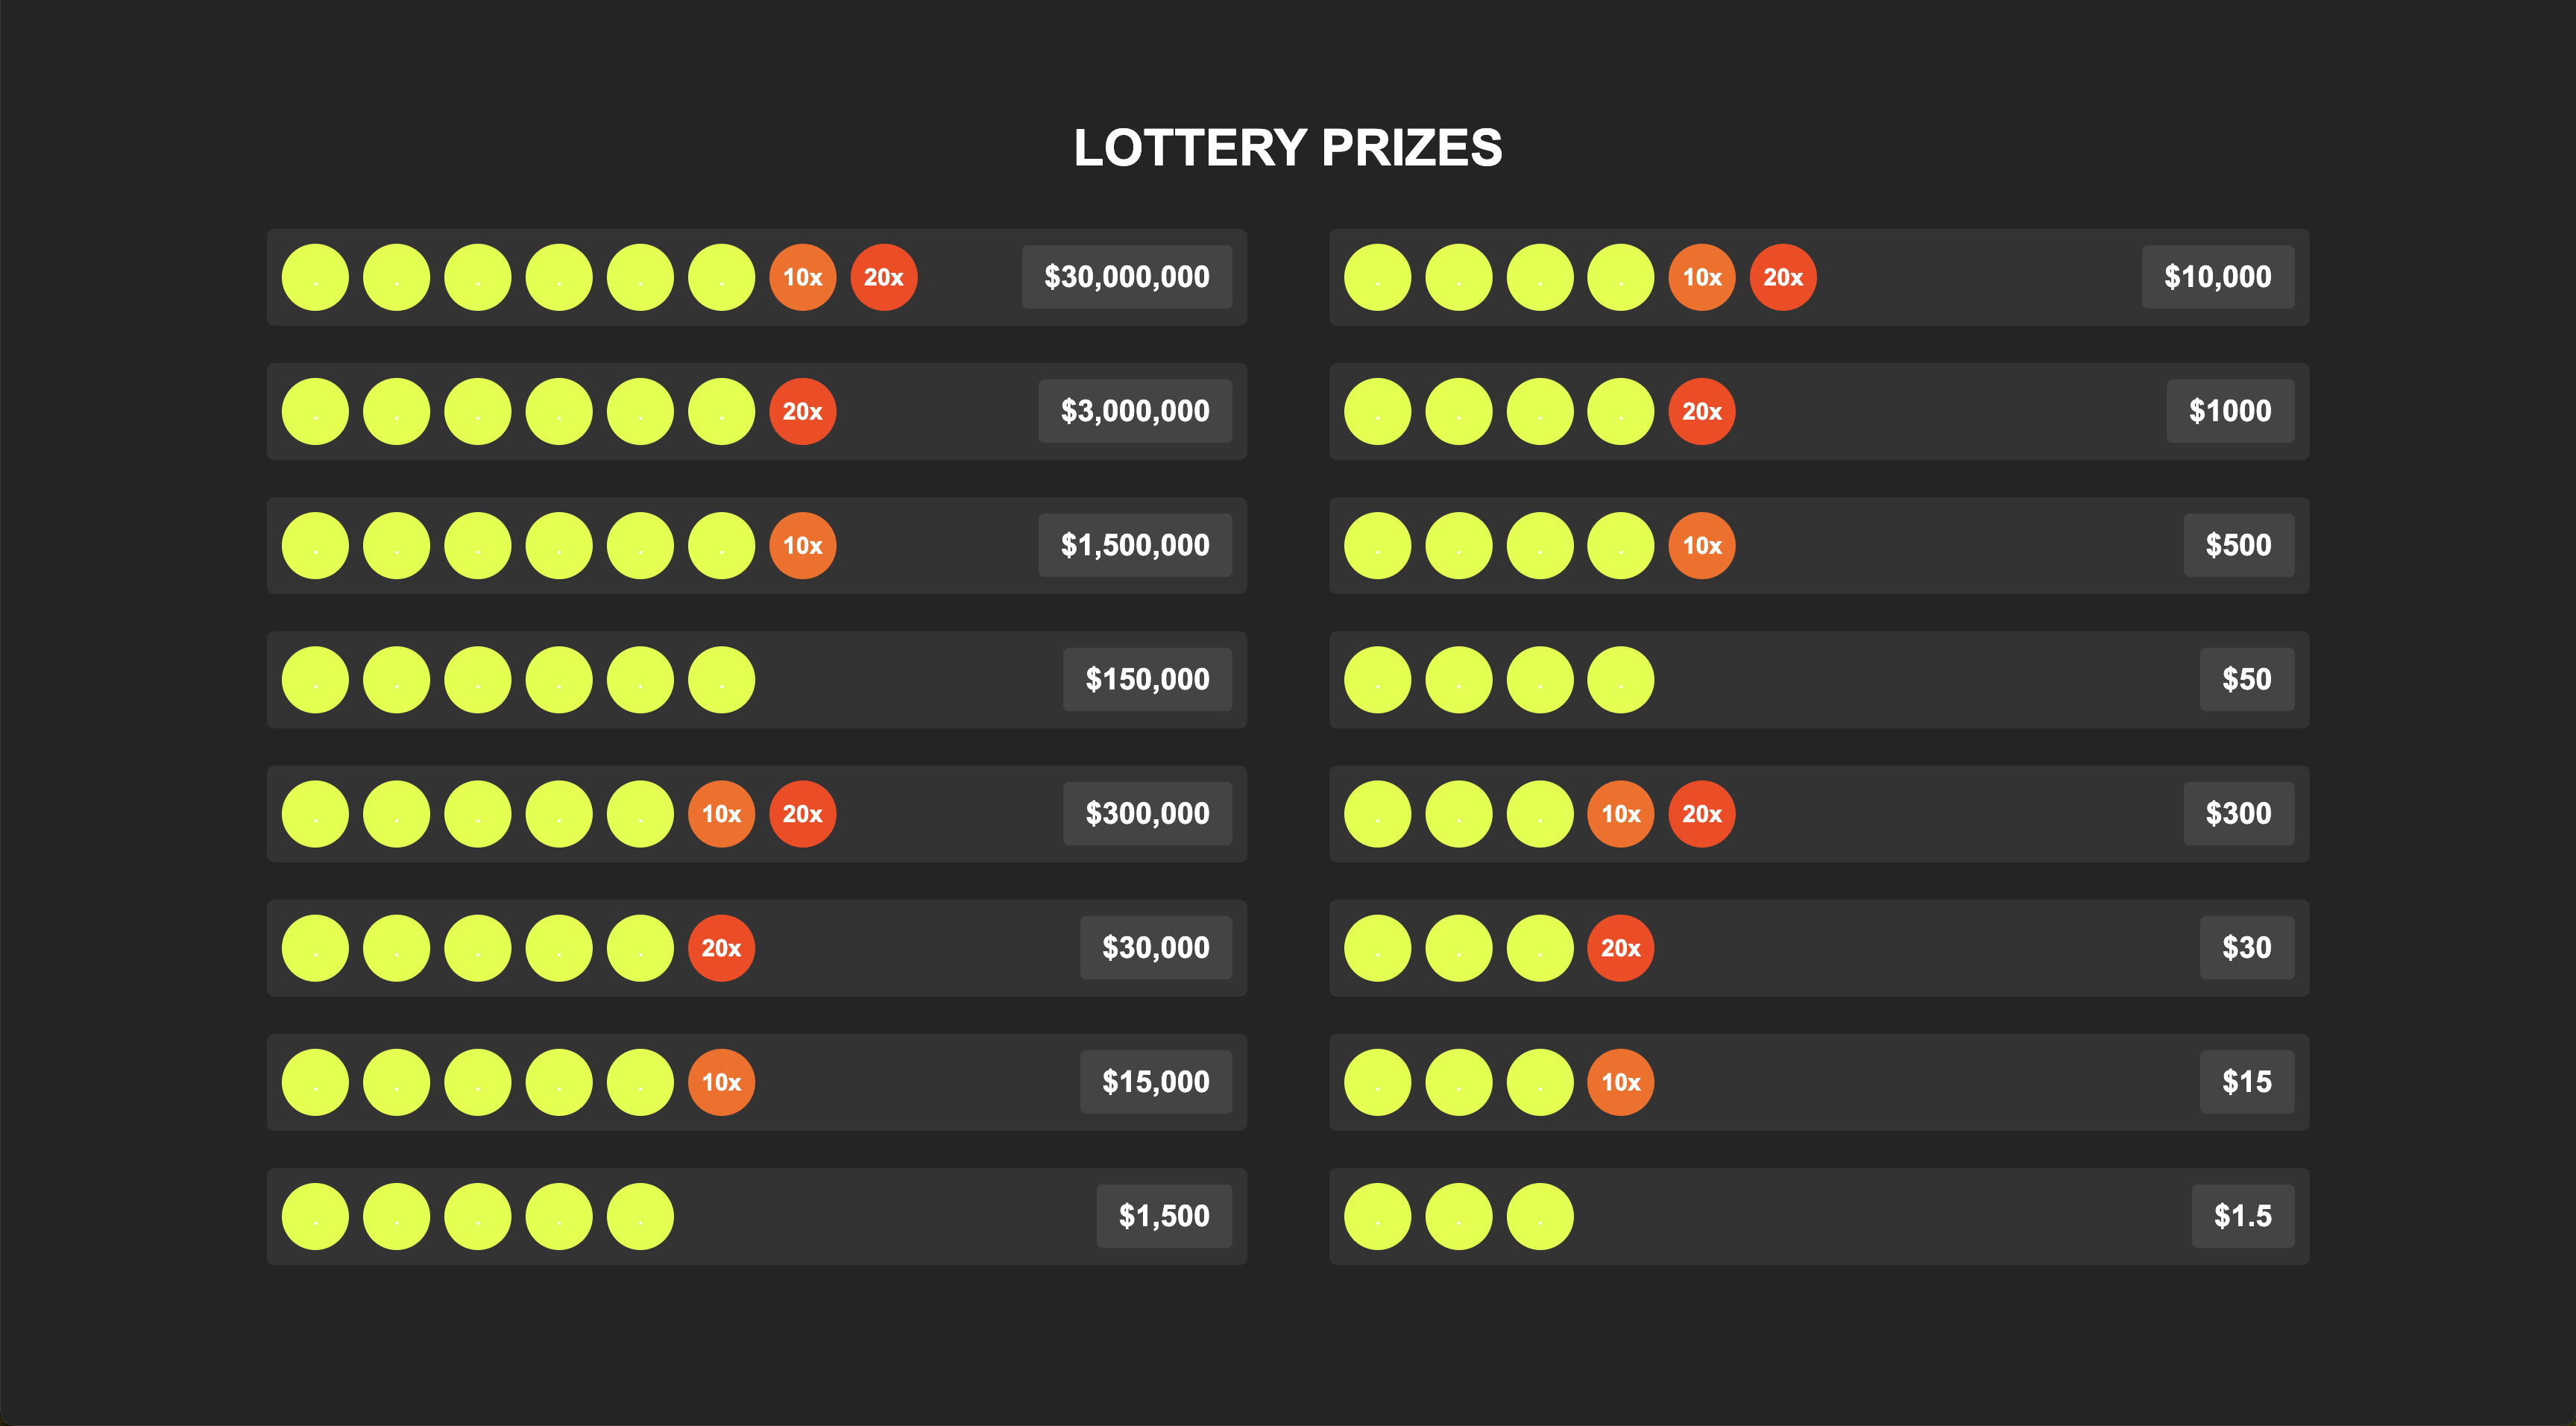 LOTTERY PRIZES
. . . . . . 10x 20x $30,000,000
. . . . . . 20x $3,000,000
. . . . . . 10x $1,500,000
. . . . . . $150,000
. . . . . 10x 20x $300,000
. . . . . 20x $30,000
. . . . . 10x $15,000
. . . . . $1,500
. . . . 10x 20x $10,000
. . . . 20x $1000
. . . . 10x $500
. . . . $50
. . . 10x 20x $300
. . . 20x $30
. . . 10x $15
. . . $1.5